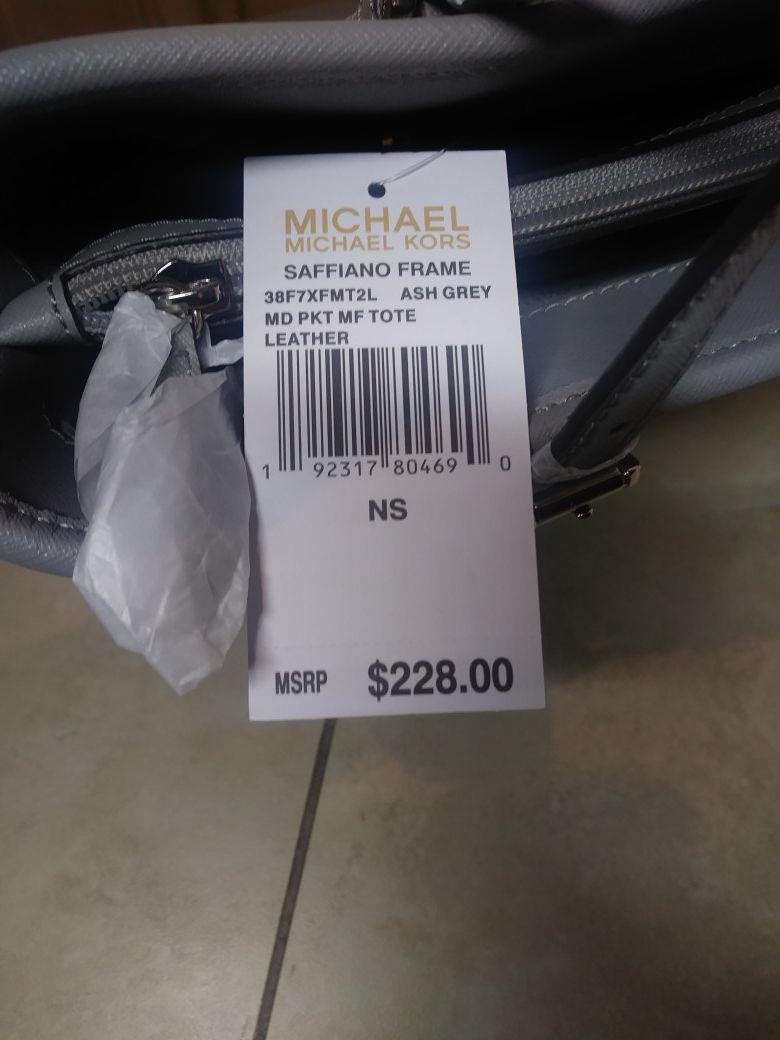 MICHAEL
MICHAEL KORS
SAFFIANO FRAME
38F7XFMT2L ASH GREY
MD PKT MF TOTE
LEATHER
1 92317 80469 0
NS
MSRP $228.00